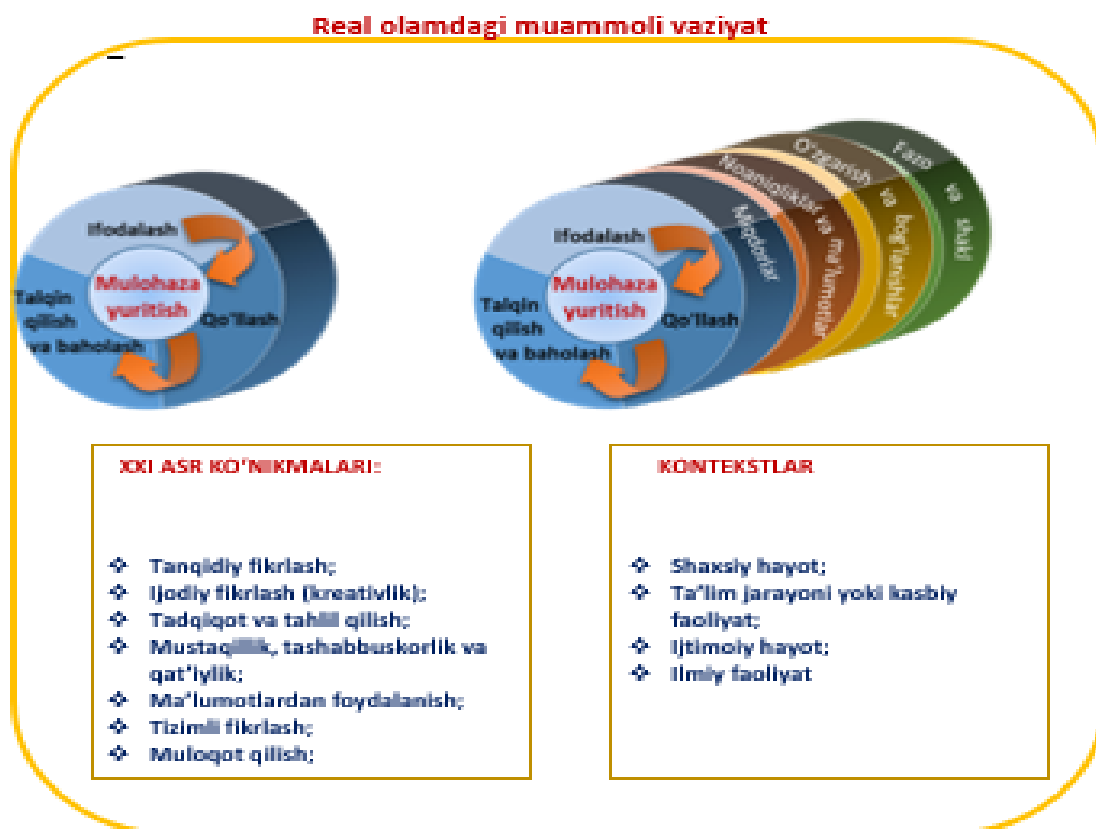 Real olamdagi muammoli vaziyat
Ifodalash
Mulohaza
yuritish
Talqin
qilish
va baholash
Qo'llash
Ifodalash
Mulohaza
yuritish
Talqin
qilish
va baholash
Qo'llash
Miqdorlar
Noaniqliklar va ma'lumotlar
O'zgarish va bog'lanishlar
Fazo va shakl
XXI ASR KO'NIKMALARI:
❖ Tanqidiy fikrlash;
❖ Ijodiy fikrlash (kreativlik);
❖ Tadqiqot va tahlil qilish;
❖ Mustaqillik, tashabbuskorlik va
qat'iylik;
❖ Ma'lumotlardan foydalanish;
❖ Tizimli fikrlash;
❖ Muloqot qilish;
KONTEKSTLAR
❖ Shaxsiy hayot;
❖ Ta'lim jarayoni yoki kasbiy
faoliyat;
❖ Ijtimoiy hayot;
❖ Ilmiy faoliyat